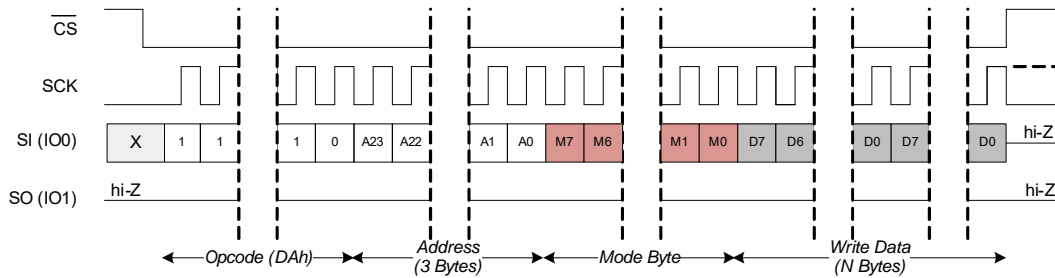 CS
SCK
SI (IO0) X 1 1 1 0 A23 A22 A1 A0 M7 M6 M1 M0 D7 D6 D0 D7 D0 hi-Z
SO (IO1) hi-Z hi-Z
Opcode (DAh) Address Mode Byte Write Data
(3 Bytes) (N Bytes)